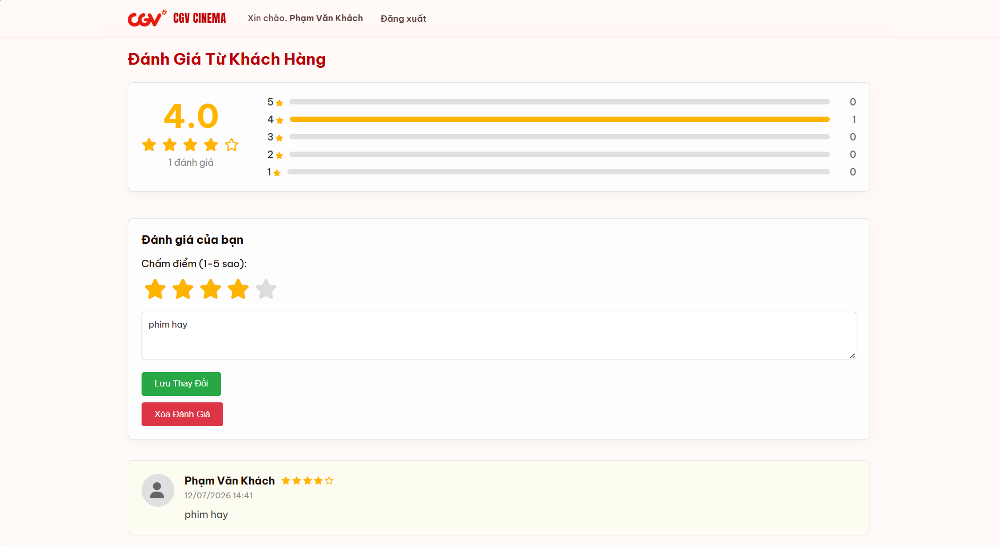 CGV CGV CINEMA Xin chào, Phạm Văn Khách Đăng xuất
Đánh Giá Từ Khách Hàng
4.0
1 đánh giá
5 0
4 1
3 0
2 0
1 0
Đánh giá của bạn
Chấm điểm (1-5 sao):
phim hay
Lưu Thay Đổi
Xóa Đánh Giá
Phạm Văn Khách
12/07/2026 14:41
phim hay